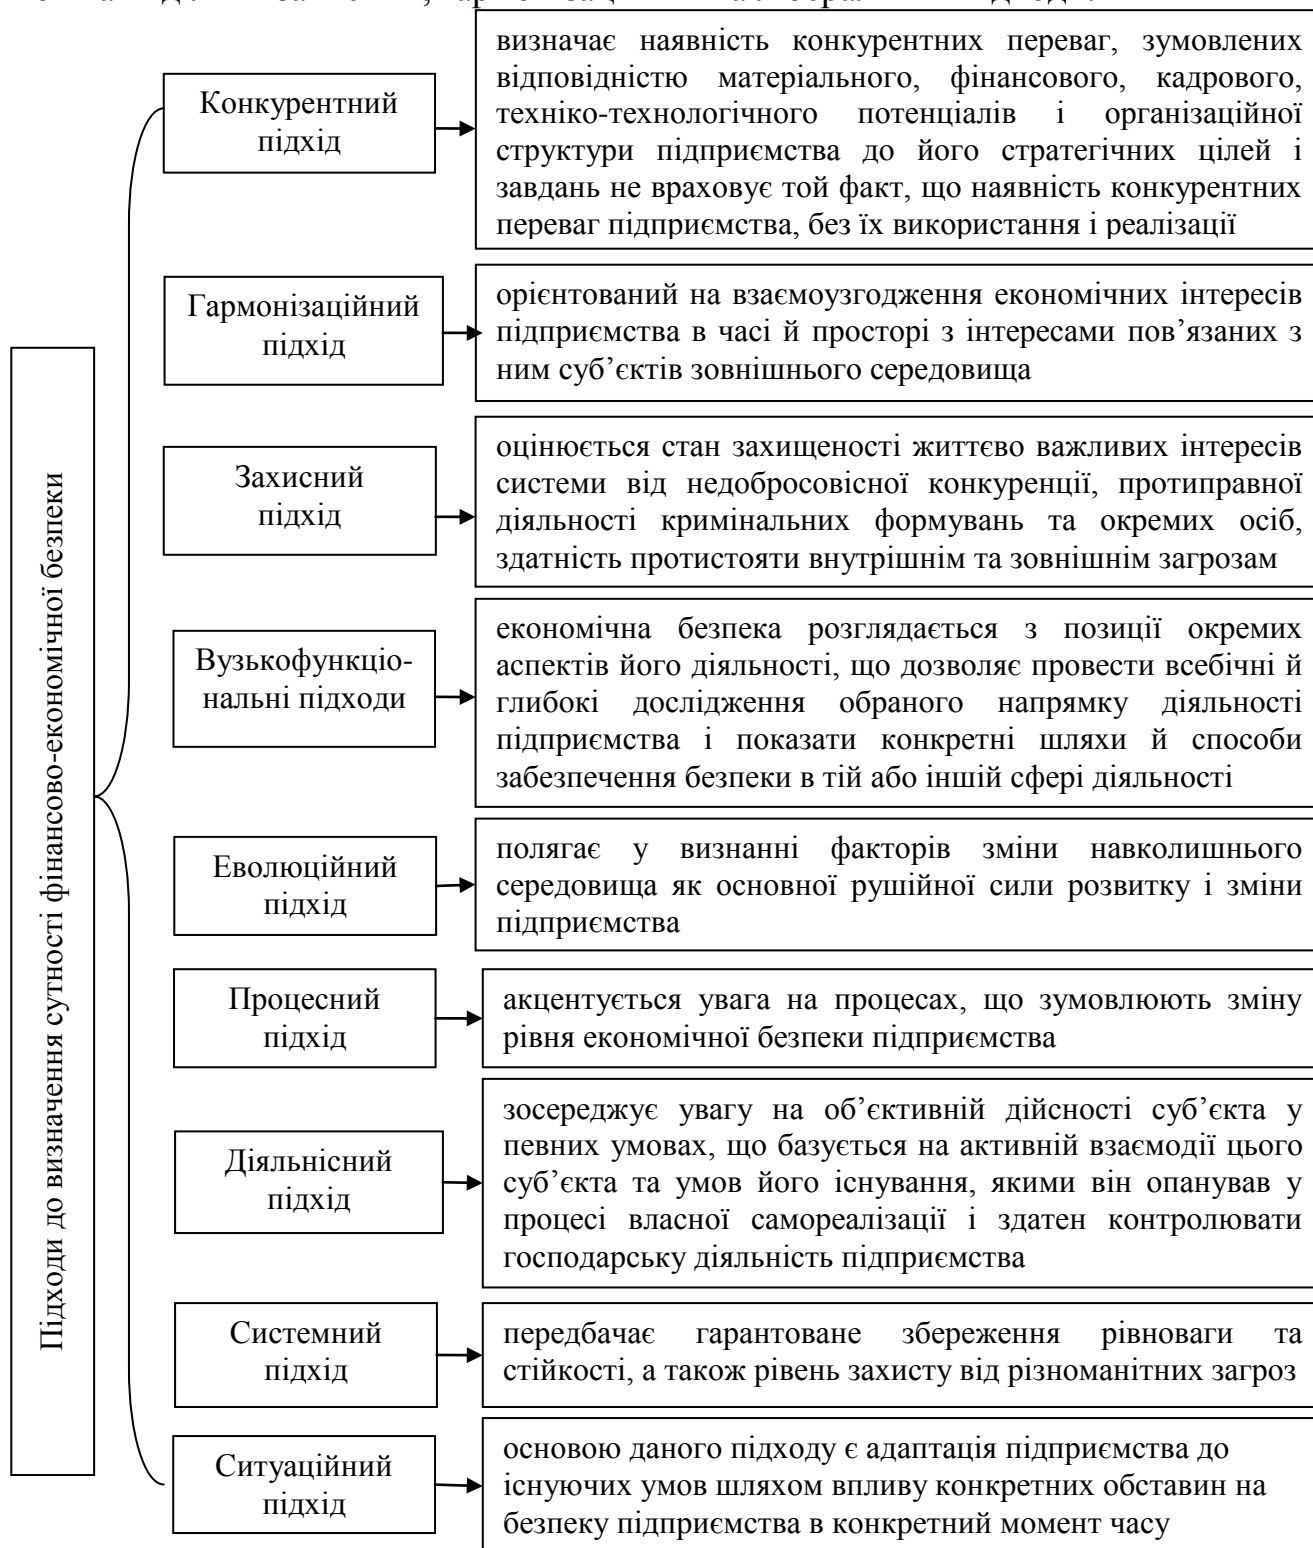 Підходи до визначення сутності фінансово-економічної безпеки
Конкурентний
підхід
визначає наявність конкурентних переваг, зумовлених
відповідністю матеріального, фінансового, кадрового,
техніко-технологічного потенціалів і організаційної
структури підприємства до його стратегічних цілей і
завдань не враховує той факт, що наявність конкурентних
переваг підприємства, без їх використання і реалізації
Гармонізаційний
підхід
орієнтований на взаємоузгодження економічних інтересів
підприємства в часі й просторі з інтересами пов’язаних з
ним суб’єктів зовнішнього середовища
Захисний
підхід
оцінюється стан захищеності життєво важливих інтересів
системи від недобросовісної конкуренції, протиправної
діяльності кримінальних формувань та окремих осіб,
здатність протистояти внутрішнім та зовнішнім загрозам
Вузькофункціо-
нальні підходи
економічна безпека розглядається з позиції окремих
аспектів його діяльності, що дозволяє провести всебічні й
глибокі дослідження обраного напрямку діяльності
підприємства і показати конкретні шляхи й способи
забезпечення безпеки в тій або іншій сфері діяльності
Еволюційний
підхід
полягає у визнанні факторів зміни навколишнього
середовища як основної рушійної сили розвитку і зміни
підприємства
Процесний
підхід
акцентується увага на процесах, що зумовлюють зміну
рівня економічної безпеки підприємства
Діяльнісний
підхід
зосереджує увагу на об’єктивній дійсності суб’єкта у
певних умовах, що базується на активній взаємодії цього
суб’єкта та умов його існування, якими він опанував у
процесі власної самореалізації і здатен контролювати
господарську діяльність підприємства
Системний
підхід
передбачає гарантоване збереження рівноваги та
стійкості, а також рівень захисту від різноманітних загроз
Ситуаційний
підхід
основою даного підходу є адаптація підприємства до
існуючих умов шляхом впливу конкретних обставин на
безпеку підприємства в конкретний момент часу